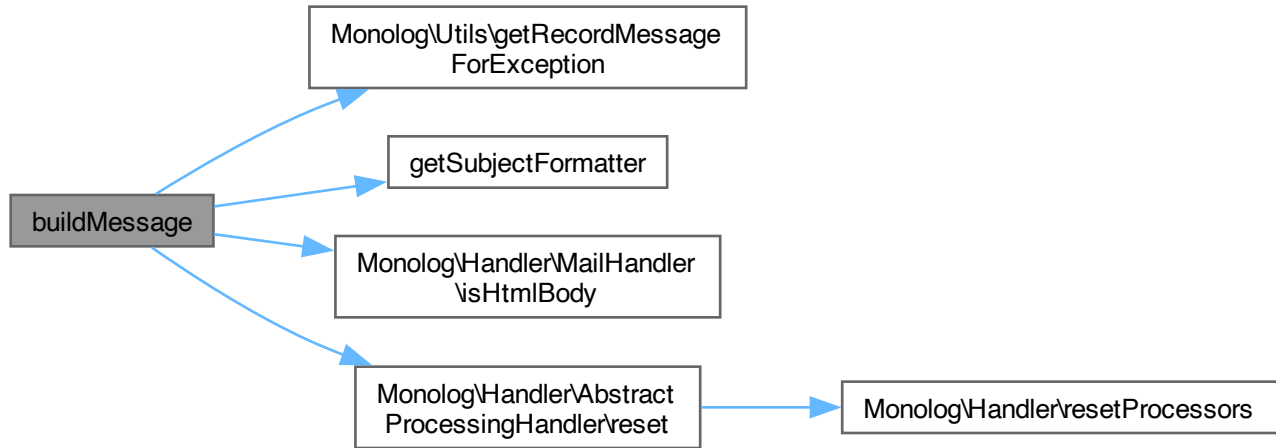 Monolog\Utils\getRecordMessage
ForException
getSubjectFormatter
buildMessage
Monolog\Handler\MailHandler
\isHtmlBody
Monolog\Handler\Abstract
ProcessingHandler\reset
Monolog\Handler\resetProcessors